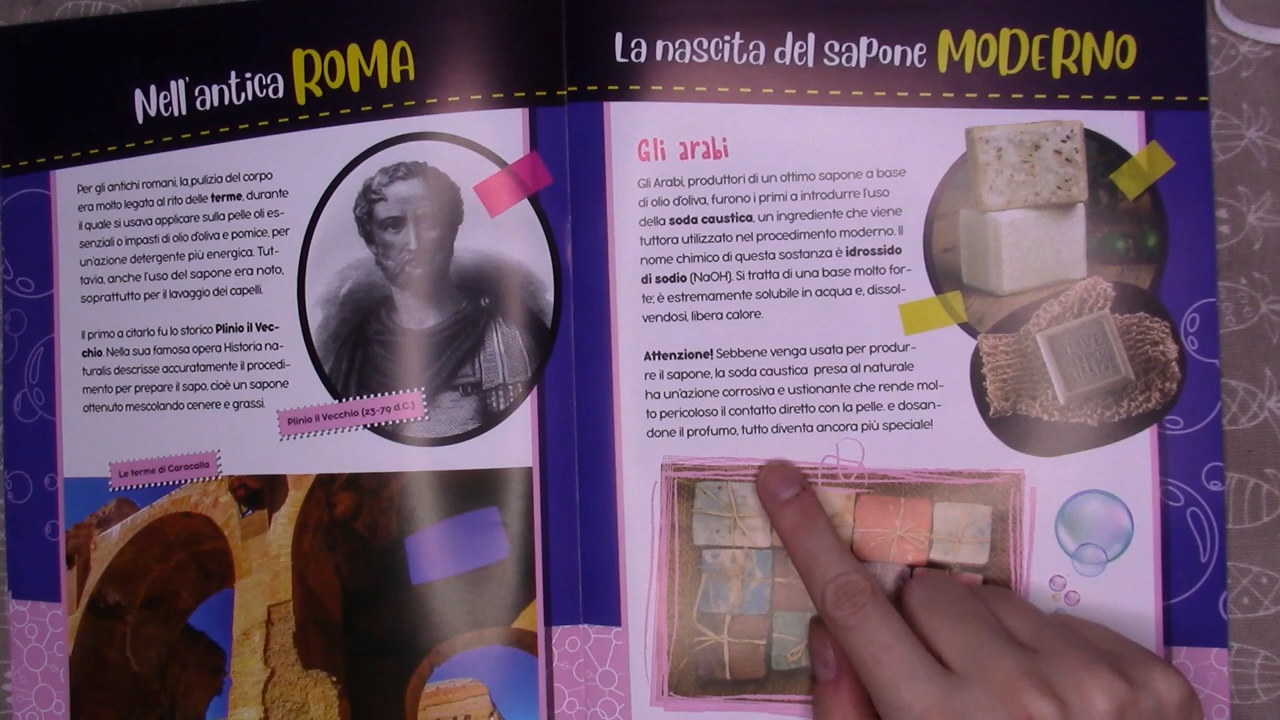 Nell'antica ROMA
Per gli antichi romani, la pulizia del corpo
era molto legata al rito delle terme, durante
il quale si usava applicare sulla pelle oli es-
senziali o impasti di olio d'oliva e pomice, per
un'azione detergente più energica. Tut-
tavia, anche l'uso del sapone era noto,
soprattutto per il lavaggio dei capelli.
Il primo a citarlo fu lo storico Plinio il Vec-
chio. Nella sua famosa opera Historia na-
turalis descrisse accuratamente il procedi-
mento per prepare il sapo, cioè un sapone
ottenuto mescolando cenere e grassi.
Plinio il Vecchio (23-79 d.C.)
Le terme di Caracalla
La nascita del sapone MODERNO
Gli arabi
Gli Arabi, produttori di un ottimo sapone a base
di olio d'oliva, furono i primi a introdurre l'uso
della soda caustica, un ingrediente che viene
tuttora utilizzato nel procedimento moderno. Il
nome chimico di questa sostanza è idrossido
di sodio (NaOH). Si tratta di una base molto for-
te; è estremamente solubile in acqua e, dissol-
vendosi, libera calore.
Attenzione! Sebbene venga usata per produr-
re il sapone, la soda caustica presa al naturale
ha un'azione corrosiva e ustionante che rende mol-
to pericoloso il contatto diretto con la pelle. e dosan-
done il profumo, tutto diventa ancora più speciale!